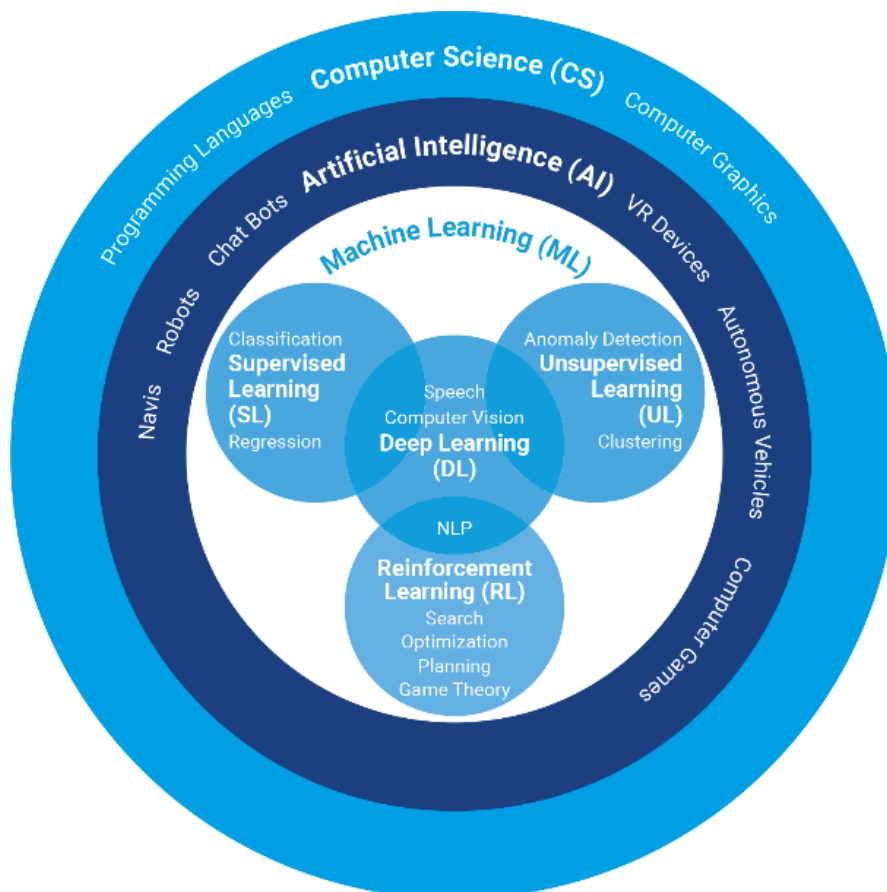 Computer Science (CS)
Programming Languages
Computer Graphics
Artificial Intelligence (AI)
Chat Bots
Robots
Navis
VR Devices
Autonomous Vehicles
Computer Games
Machine Learning (ML)
Classification
Supervised
Learning
(SL)
Regression
Speech
Computer Vision
Deep Learning
(DL)
Anomaly Detection
Unsupervised
Learning
(UL)
Clustering
NLP
Reinforcement
Learning (RL)
Search
Optimization
Planning
Game Theory